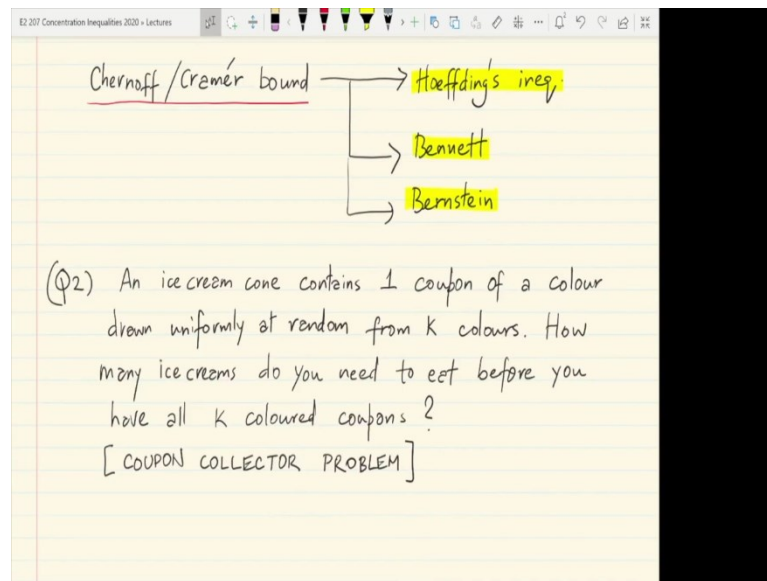 E2 207 Concentration Inequalities 2020 » Lectures
Chernoff/Cramér bound
Hoeffding's ineq.
Bennett
Bernstein
(Q2) An ice cream cone contains 1 coupon of a colour
drawn uniformly at random from K colours. How
many ice creams do you need to eat before you
have all K coloured coupons?
[COUPON COLLECTOR PROBLEM]